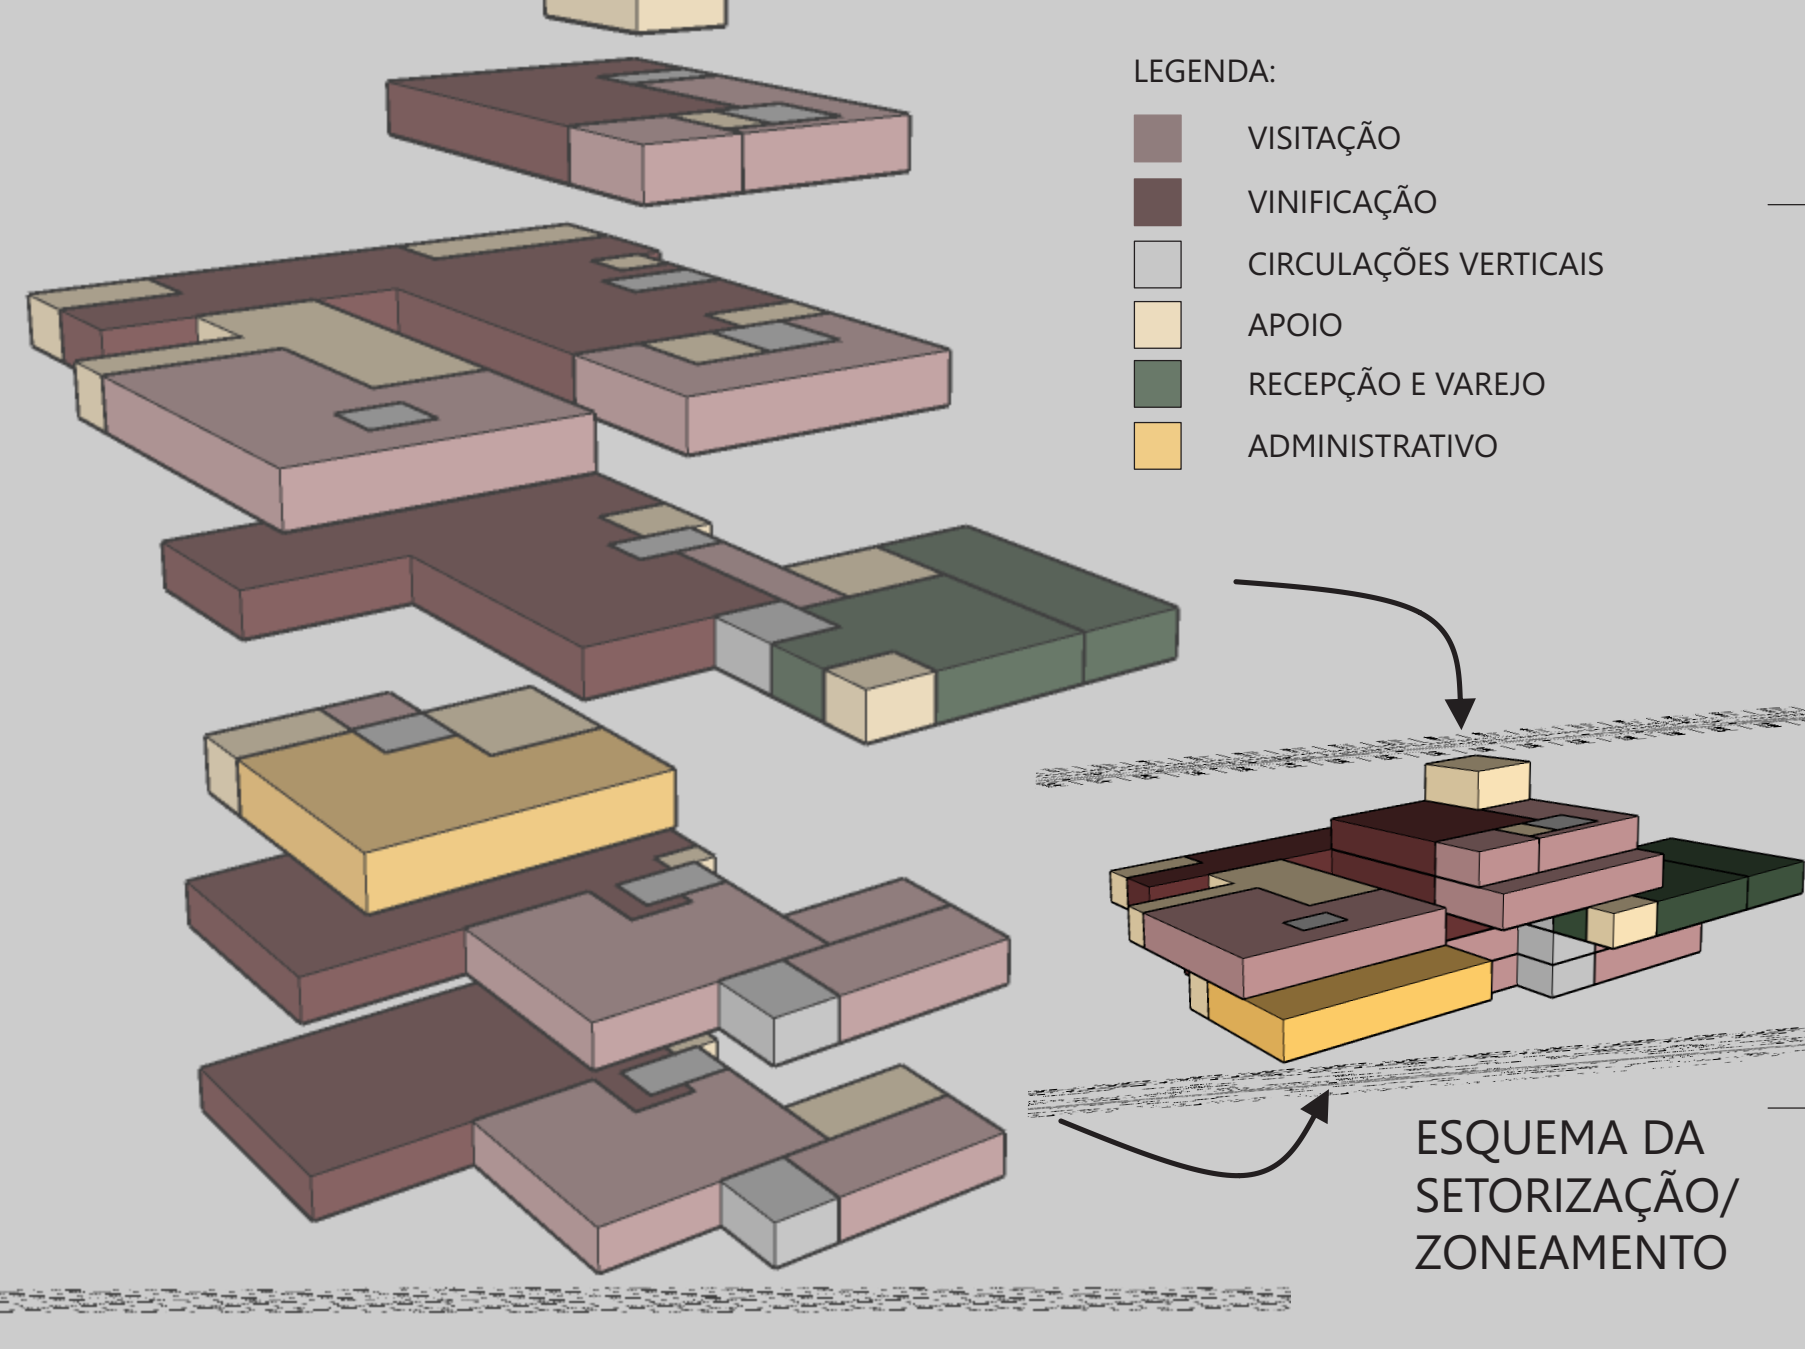 LEGENDA:
VISITAÇÃO
VINIFICAÇÃO
CIRCULAÇÕES VERTICAIS
APOIO
RECEPÇÃO E VAREJO
ADMINISTRATIVO
ESQUEMA DA
SETORIZAÇÃO/
ZONEAMENTO